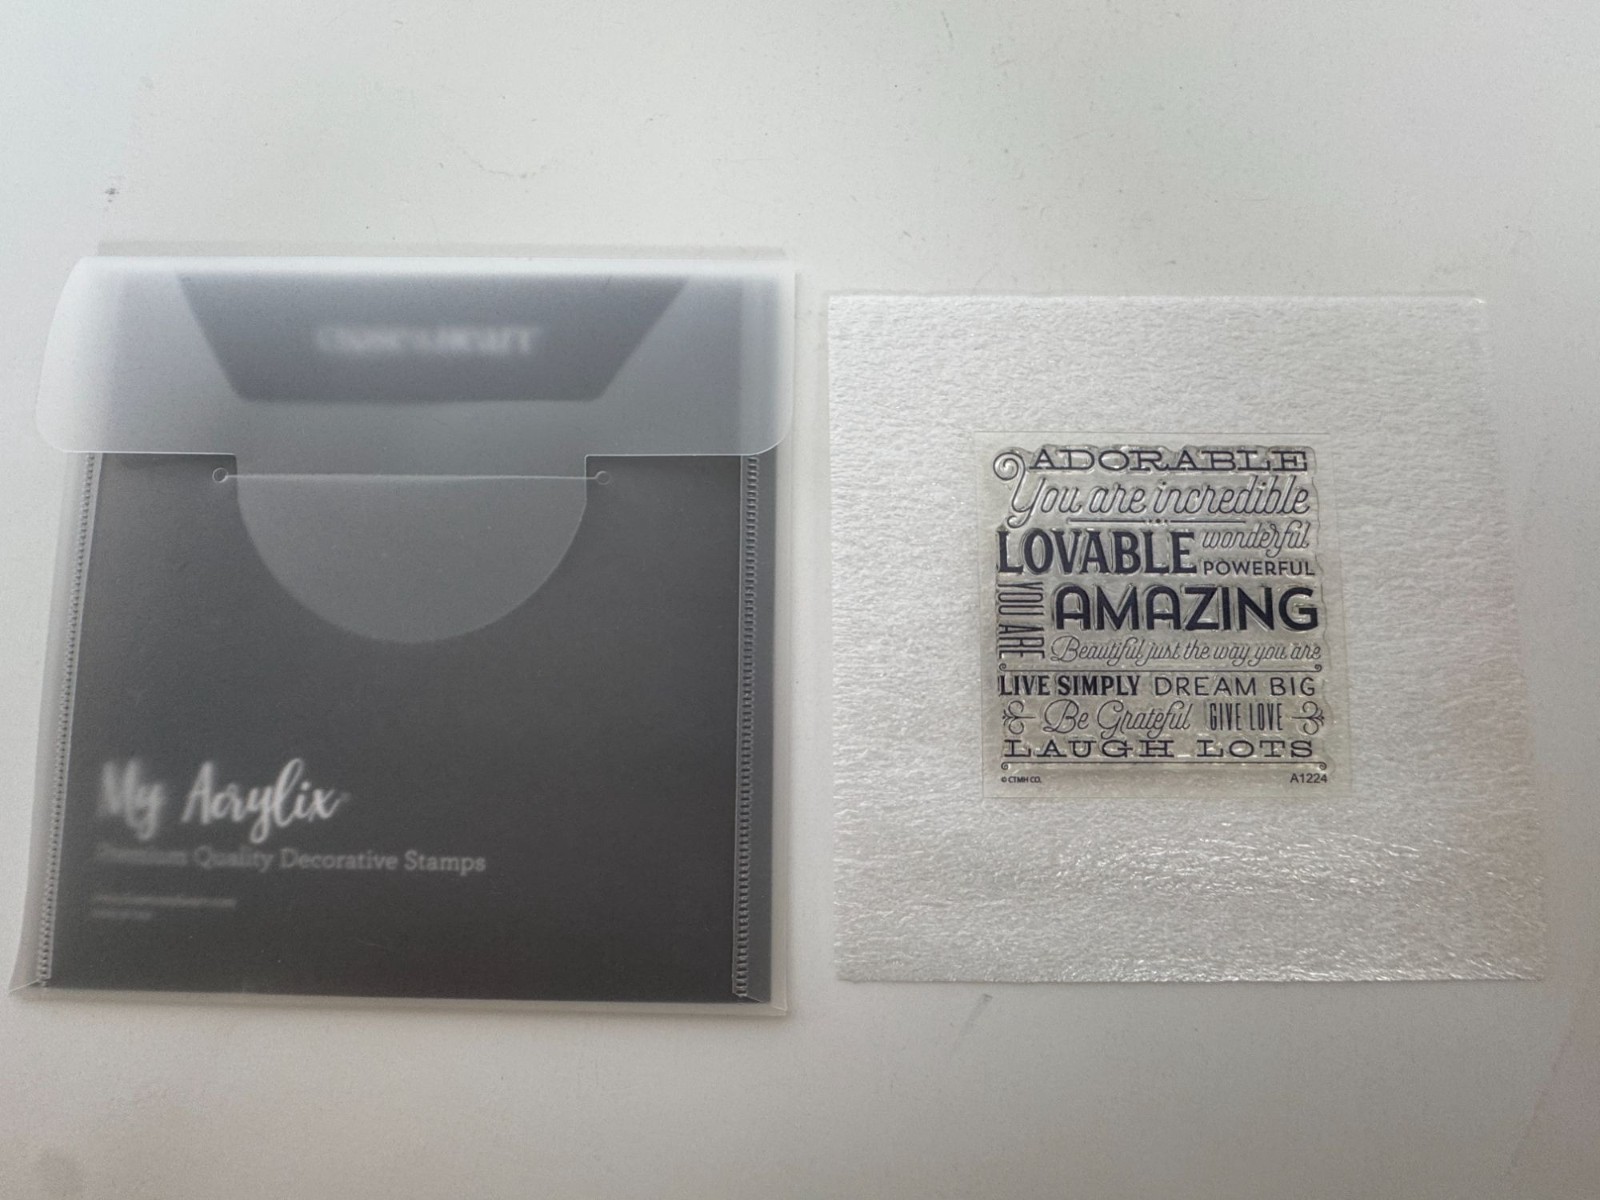 My Acrylix
Premium Quality Decorative Stamps
ADORABLE
You are incredible
LOVABLE wonderful
POWERFUL
YOU ARE
AMAZING
Beautiful just the way you are
LIVE SIMPLY DREAM BIG
Be Grateful GIVE LOVE
LAUGH LOTS
© CTMH CO. A1224